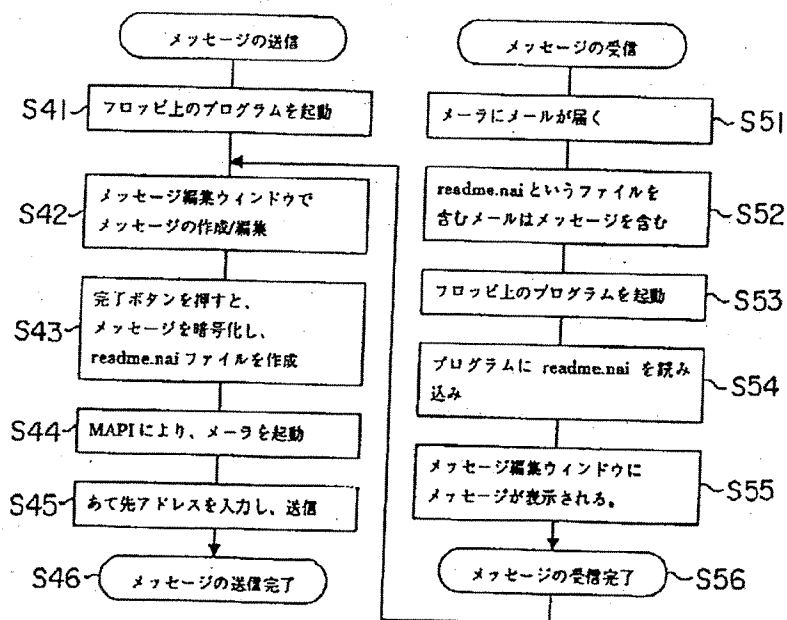 メッセージの送信
S41
フロッピ上のプログラムを起動
S42
メッセージ編集ウィンドウで
メッセージの作成/編集
S43
完了ボタンを押すと、
メッセージを暗号化し、
readme.naiファイルを作成
S44
MAPIにより、メーラを起動
S45
あて先アドレスを入力し、送信
S46
メッセージの送信完了
メッセージの受信
メーラにメールが届く
S51
readme.naiというファイルを
含むメールはメッセージを含む
S52
フロッピ上のプログラムを起動
S53
プログラムに readme.nai を読み
込み
S54
メッセージ編集ウィンドウに
メッセージが表示される。
S55
メッセージの受信完了
S56